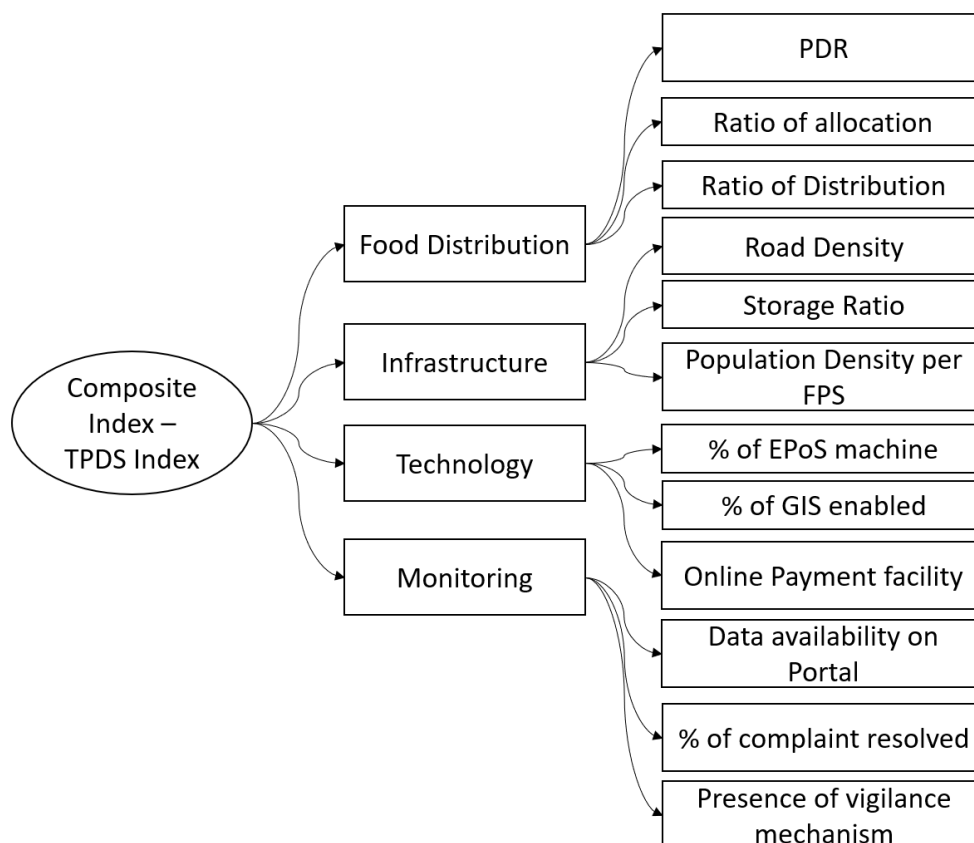 PDR
Ratio of allocation
Ratio of Distribution
Food Distribution
Road Density
Storage Ratio
Infrastructure
Population Density per
FPS
Composite
Index –
TPDS Index
% of EPoS machine
Technology
% of GIS enabled
Monitoring
Online Payment facility
Data availability on
Portal
% of complaint resolved
Presence of vigilance
mechanism